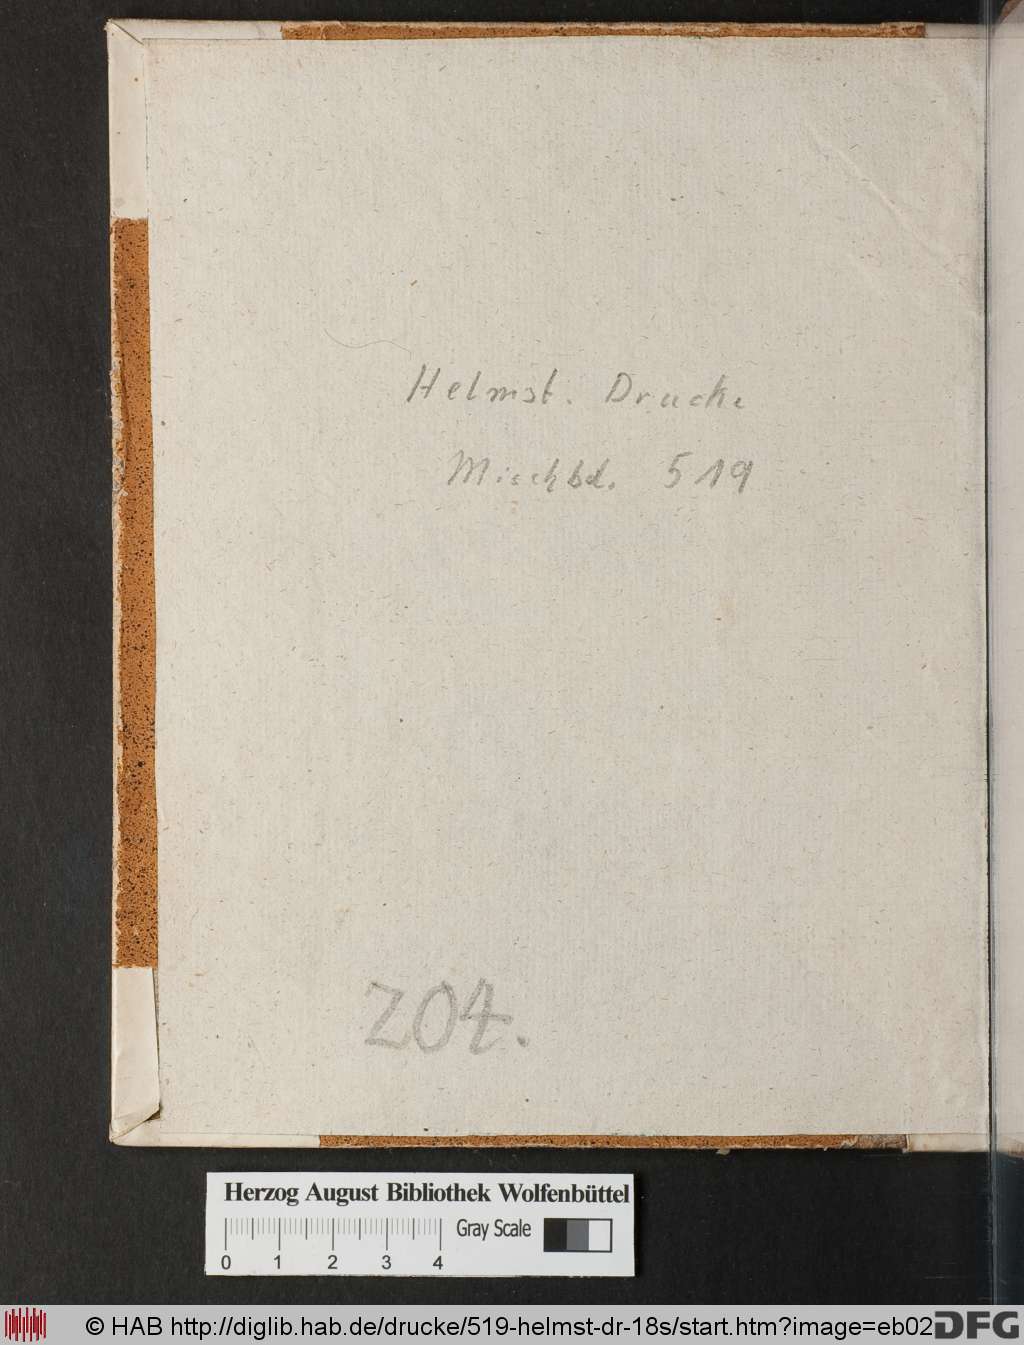 Helmst. Drucke
Mischbd. 519
204.
Herzog August Bibliothek Wolfenbüttel
Gray Scale
0 1 2 3 4
© HAB http://diglib.hab.de/drucke/519-helmst-dr-18s/start.htm?image=eb02
DFG